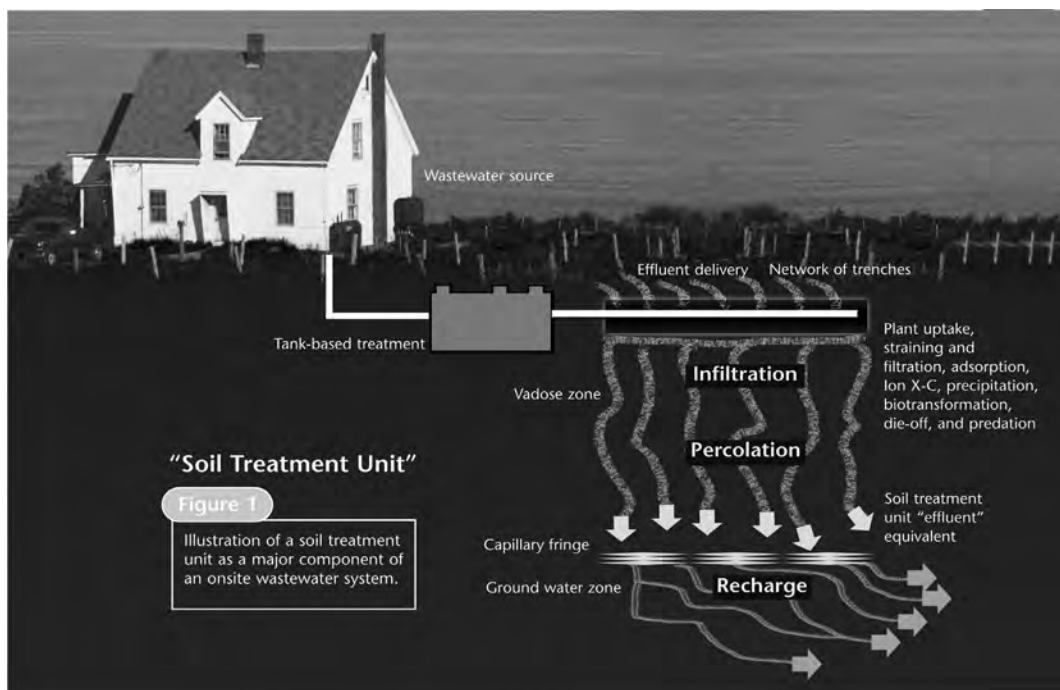 Wastewater source
Effluent delivery
Network of trenches
Tank-based treatment
Plant uptake,
straining and
filtration, adsorption,
Ion X-C, precipitation,
biotransformation,
die-off, and predation
Infiltration
Vadose zone
Percolation
"Soil Treatment Unit"
Figure 1
Illustration of a soil treatment
unit as a major component of
an onsite wastewater system.
Soil treatment
unit "effluent"
equivalent
Capillary fringe
Ground water zone
Recharge